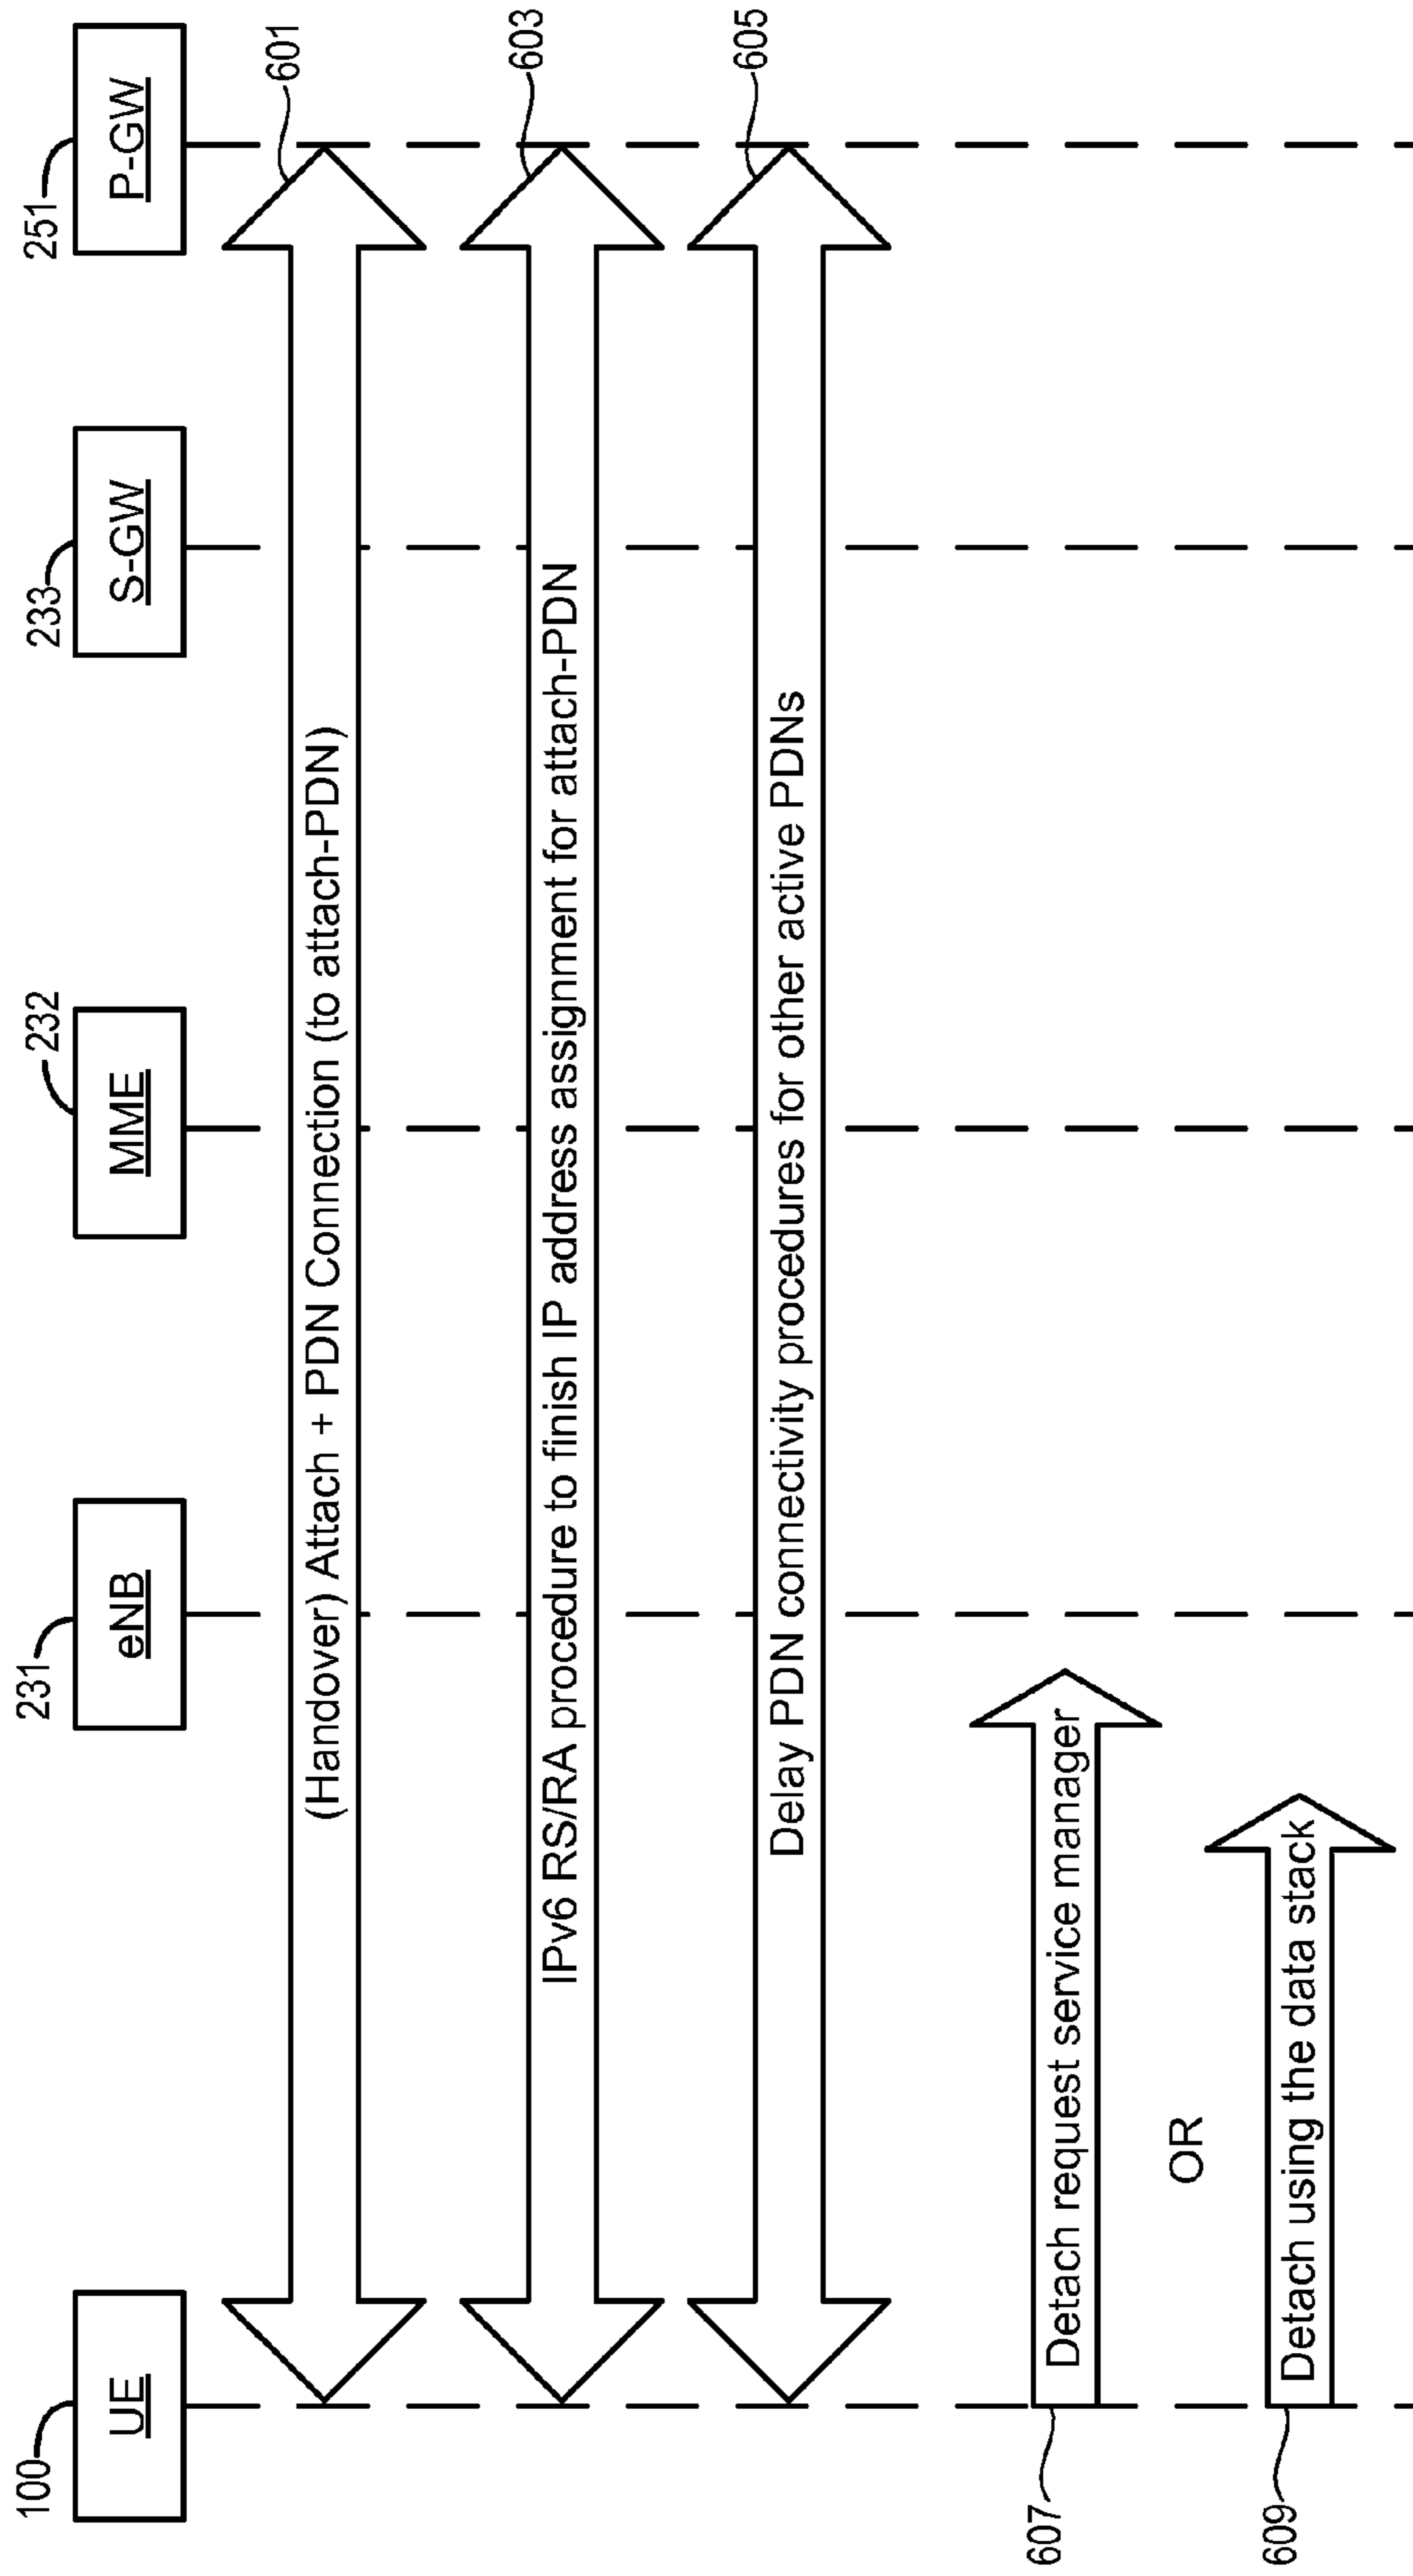 100
UE
231
eNB
232
MME
233
S-GW
251
P-GW
(Handover) Attach + PDN Connection (to attach-PDN)
601
IPv6 RS/RA procedure to finish IP address assignment for attach-PDN
603
Delay PDN connectivity procedures for other active PDNs
605
607
Detach request service manager
OR
609
Detach using the data stack